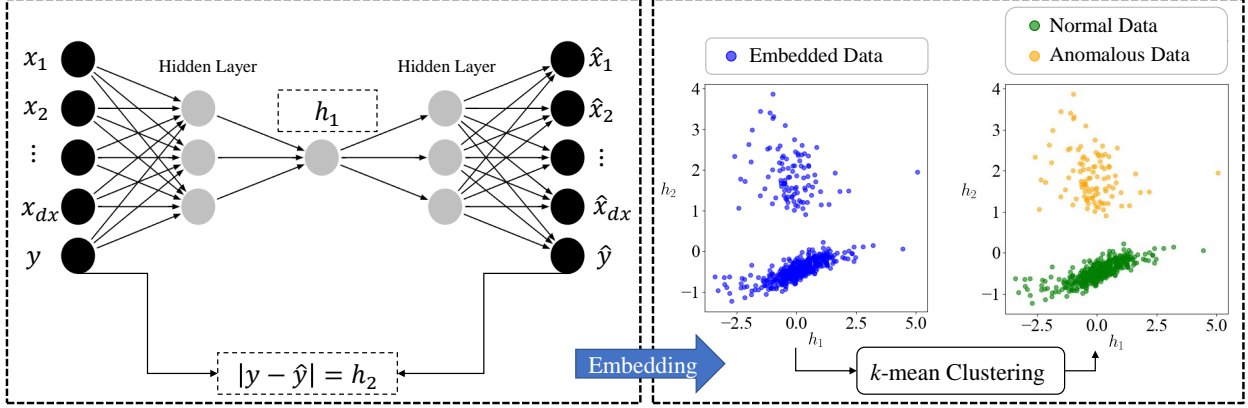 x₁
x₂
⋮
x_{dx}
y
Hidden Layer
h₁
Hidden Layer
x̂₁
x̂₂
⋮
x̂_{dx}
ŷ
|y − ŷ| = h₂
Embedding
Embedded Data
4
3
2
1
0
−1
h₂
−2.5
0.0
2.5
5.0
h₁
Normal Data
Anomalous Data
4
3
2
1
0
−1
h₂
−2.5
0.0
2.5
5.0
h₁
k-mean Clustering